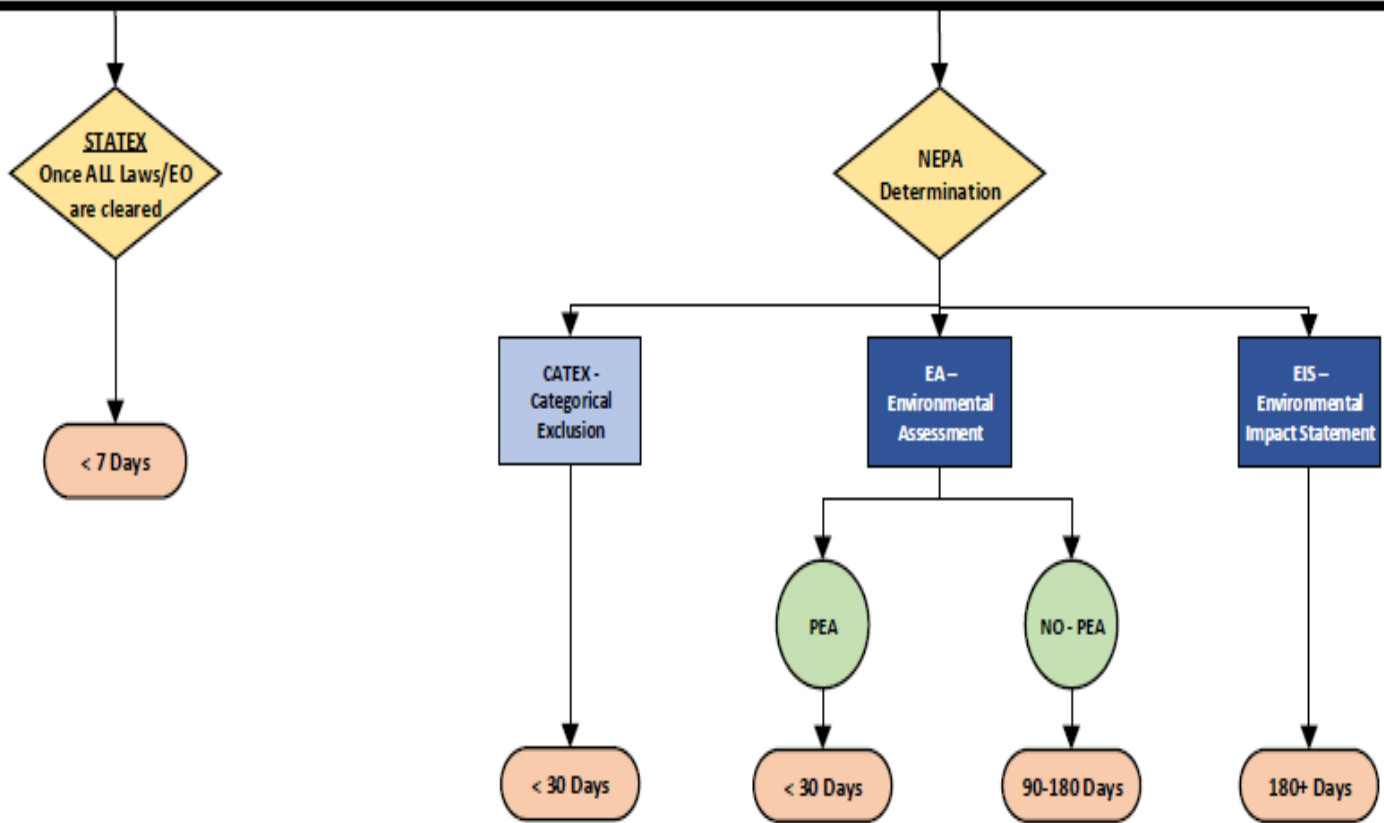 STATEX
Once ALL Laws/EO
are cleared
NEPA
Determination
CATEX -
Categorical
Exclusion
EA –
Environmental
Assessment
EIS –
Environmental
Impact Statement
< 7 Days
PEA
NO - PEA
< 30 Days
< 30 Days
90-180 Days
180+ Days